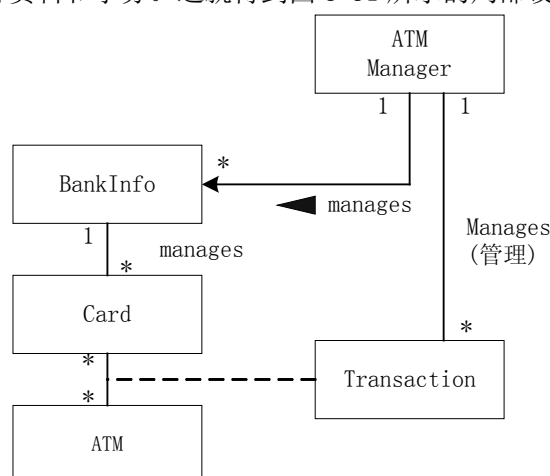 ATM
Manager
1
1
*
BankInfo
manages
1
manages
Manages
(管理)
*
Card
*
*
Transaction
*
ATM